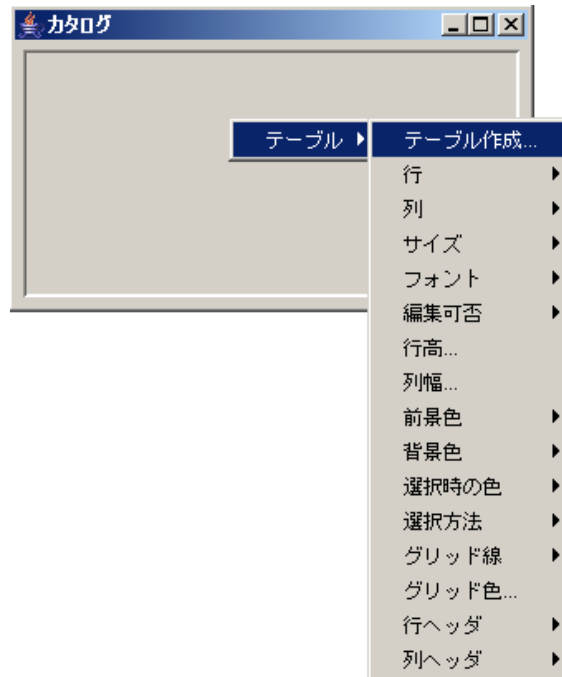 カタログ
テーブル
テーブル作成...
行
列
サイズ
フォント
編集可否
行高...
列幅...
前景色
背景色
選択時の色
選択方法
グリッド線
グリッド色...
行ヘッダ
列ヘッダ